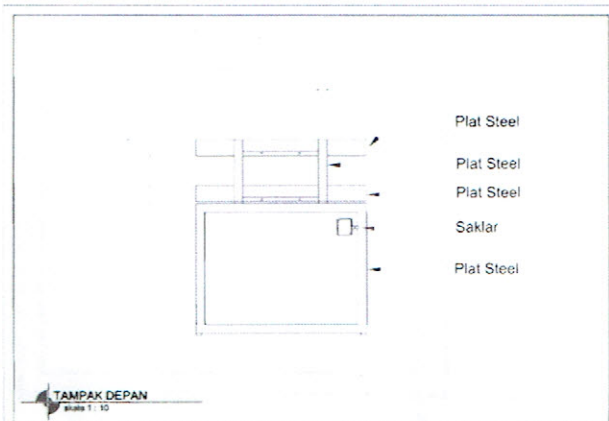 Plat Steel
Plat Steel
Plat Steel
Saklar
Plat Steel
TAMPAK DEPAN
skala 1 : 10